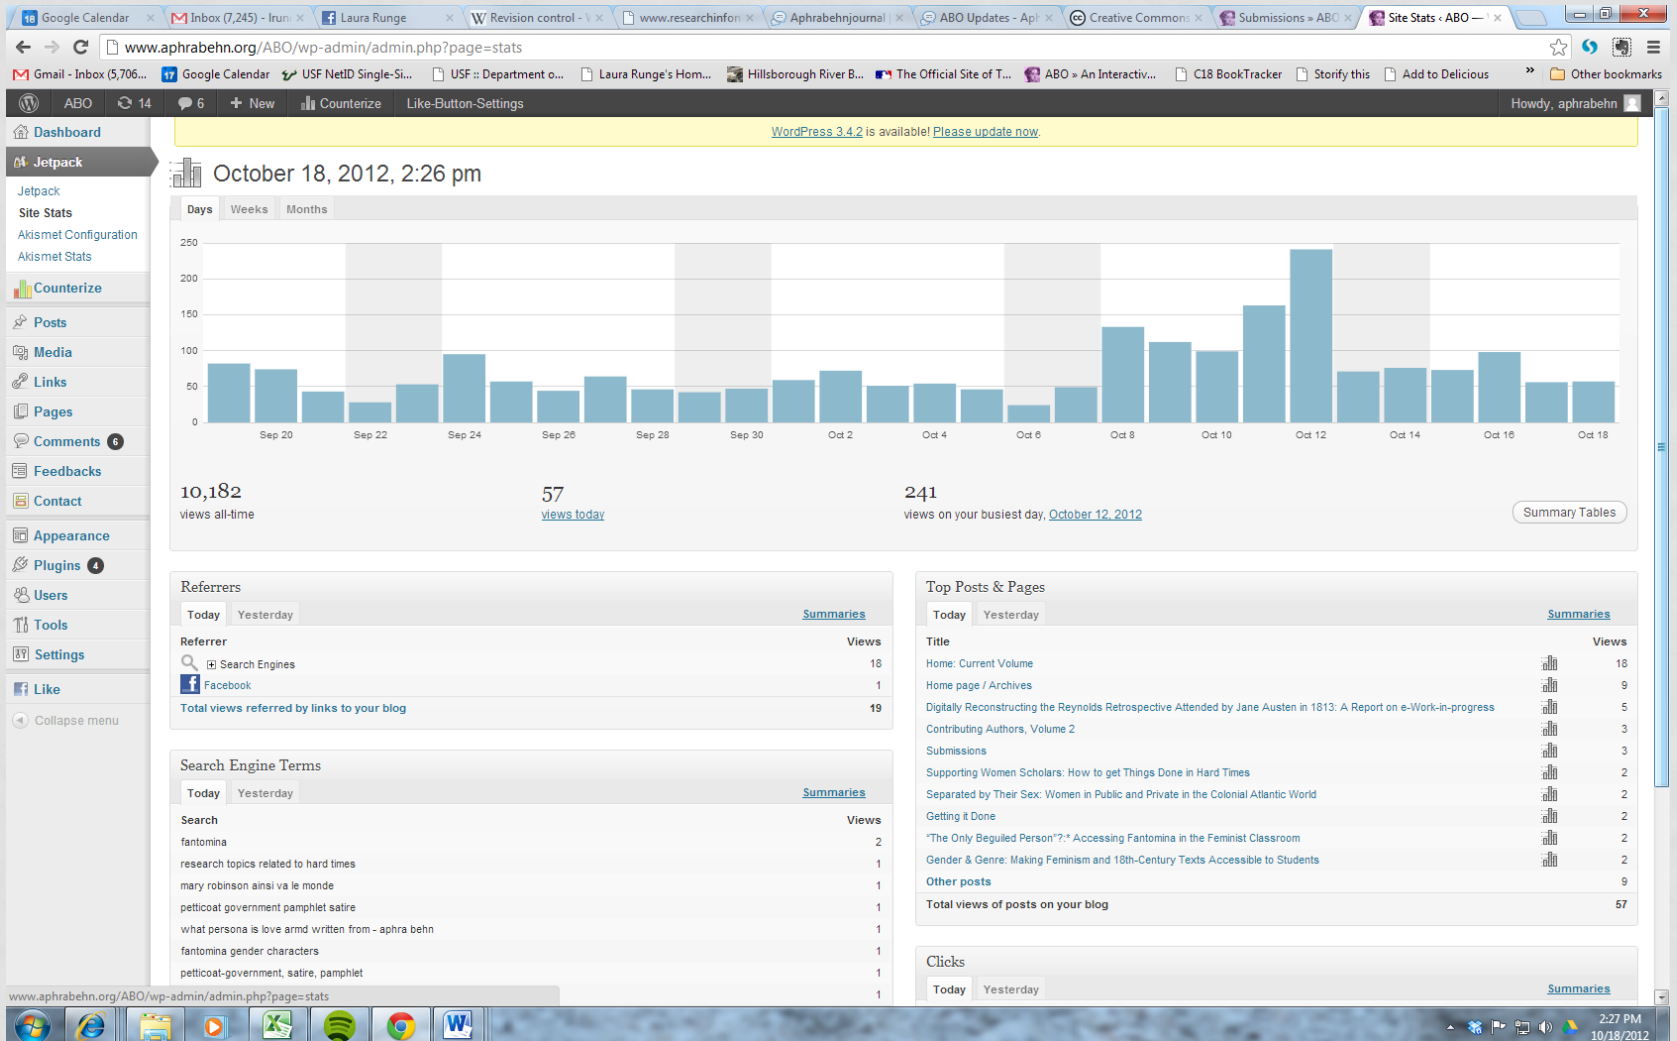 Google Calendar
Inbox (7,245) - lrun
Laura Runge
Revision control -
www.researchinfon
Aphrabehnjournal
ABO Updates - Apl
Creative Commons
Submissions » ABO
Site Stats ‹ ABO —
www.aphrabehn.org/ABO/wp-admin/admin.php?page=stats
Gmail - Inbox (5,706...
Google Calendar
USF NetID Single-Si...
USF :: Department o...
Laura Runge's Hom...
Hillsborough River B...
The Official Site of T...
ABO » An Interactiv...
C18 BookTracker
Storify this
Add to Delicious
»
Other bookmarks
ABO 14 6 + New Counterize Like-Button-Settings Howdy, aphrabehn
WordPress 3.4.2 is available! Please update now.
Dashboard
Jetpack
Jetpack
Site Stats
Akismet Configuration
Akismet Stats
Counterize
Posts
Media
Links
Pages
Comments 6
Feedbacks
Contact
Appearance
Plugins 4
Users
Tools
Settings
Like
Collapse menu
October 18, 2012, 2:26 pm
Days Weeks Months
250
200
150
100
50
0
Sep 20 Sep 22 Sep 24 Sep 26 Sep 28 Sep 30 Oct 2 Oct 4 Oct 6 Oct 8 Oct 10 Oct 12 Oct 14 Oct 16 Oct 18
10,182
views all-time
57
views today
241
views on your busiest day, October 12, 2012
Summary Tables
Referrers
Today Yesterday Summaries
Referrer Views
Search Engines 18
Facebook 1
Total views referred by links to your blog 19
Search Engine Terms
Today Yesterday Summaries
Search Views
fantomina 2
research topics related to hard times 1
mary robinson ainsi va le monde 1
petticoat government pamphlet satire 1
what persona is love armd written from - aphra behn 1
fantomina gender characters 1
petticoat-government, satire, pamphlet 1
1
Top Posts & Pages
Today Yesterday Summaries
Title Views
Home: Current Volume 18
Home page / Archives 9
Digitally Reconstructing the Reynolds Retrospective Attended by Jane Austen in 1813: A Report on e-Work-in-progress 5
Contributing Authors, Volume 2 3
Submissions 3
Supporting Women Scholars: How to get Things Done in Hard Times 2
Separated by Their Sex: Women in Public and Private in the Colonial Atlantic World 2
Getting it Done 2
"The Only Beguiled Person"?:* Accessing Fantomina in the Feminist Classroom 2
Gender & Genre: Making Feminism and 18th-Century Texts Accessible to Students 2
Other posts 9
Total views of posts on your blog 57
Clicks
Today Yesterday Summaries
www.aphrabehn.org/ABO/wp-admin/admin.php?page=stats
2:27 PM
10/18/2012